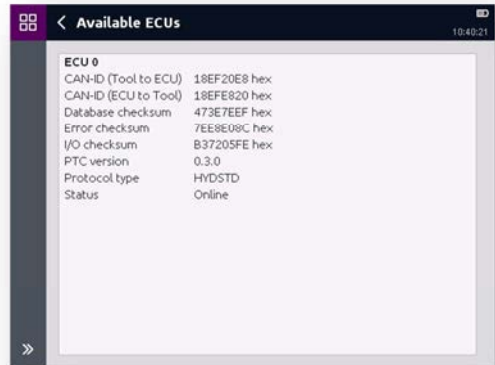 Available ECUs
10:40:21
ECU 0
CAN-ID (Tool to ECU) 18EF20E8 hex
CAN-ID (ECU to Tool) 18EFE820 hex
Database checksum 473E7EEF hex
Error checksum 7EE8E08C hex
I/O checksum B37205FE hex
PTC version 0.3.0
Protocol type HYDSTD
Status Online